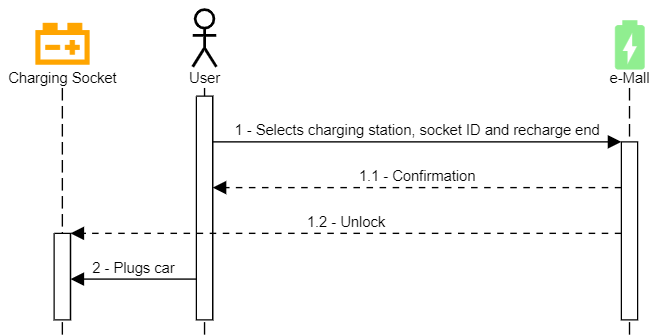 Charging Socket
User
e-Mall
1 - Selects charging station, socket ID and recharge end
1.1 - Confirmation
1.2 - Unlock
2 - Plugs car